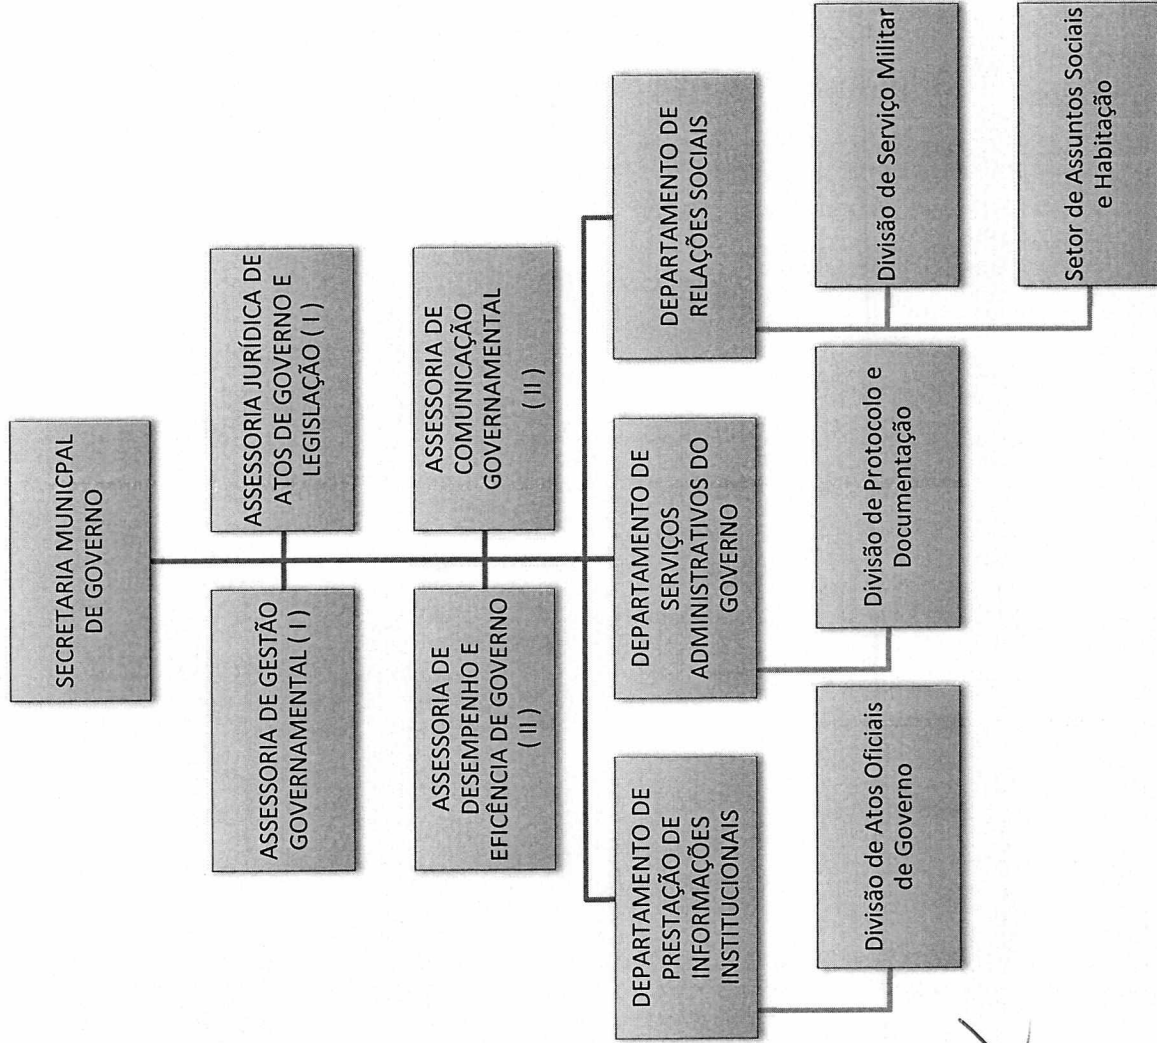 SECRETARIA MUNICPAL
DE GOVERNO
ASSESSORIA DE GESTÃO
GOVERNAMENTAL ( I )
ASSESSORIA JURÍDICA DE
ATOS DE GOVERNO E
LEGISLAÇÃO ( I )
ASSESSORIA DE
DESEMPENHO E
EFICÊNCIA DE GOVERNO
( II )
ASSESSORIA DE
COMUNICAÇÃO
GOVERNAMENTAL
( II )
DEPARTAMENTO DE
PRESTAÇÃO DE
INFORMAÇÕES
INSTITUCIONAIS
Divisão de Atos Oficiais
de Governo
DEPARTAMENTO DE
SERVIÇOS
ADMINISTRATIVOS DO
GOVERNO
Divisão de Protocolo e
Documentação
DEPARTAMENTO DE
RELAÇÕES SOCIAIS
Divisão de Serviço Militar
Setor de Assuntos Sociais
e Habitação